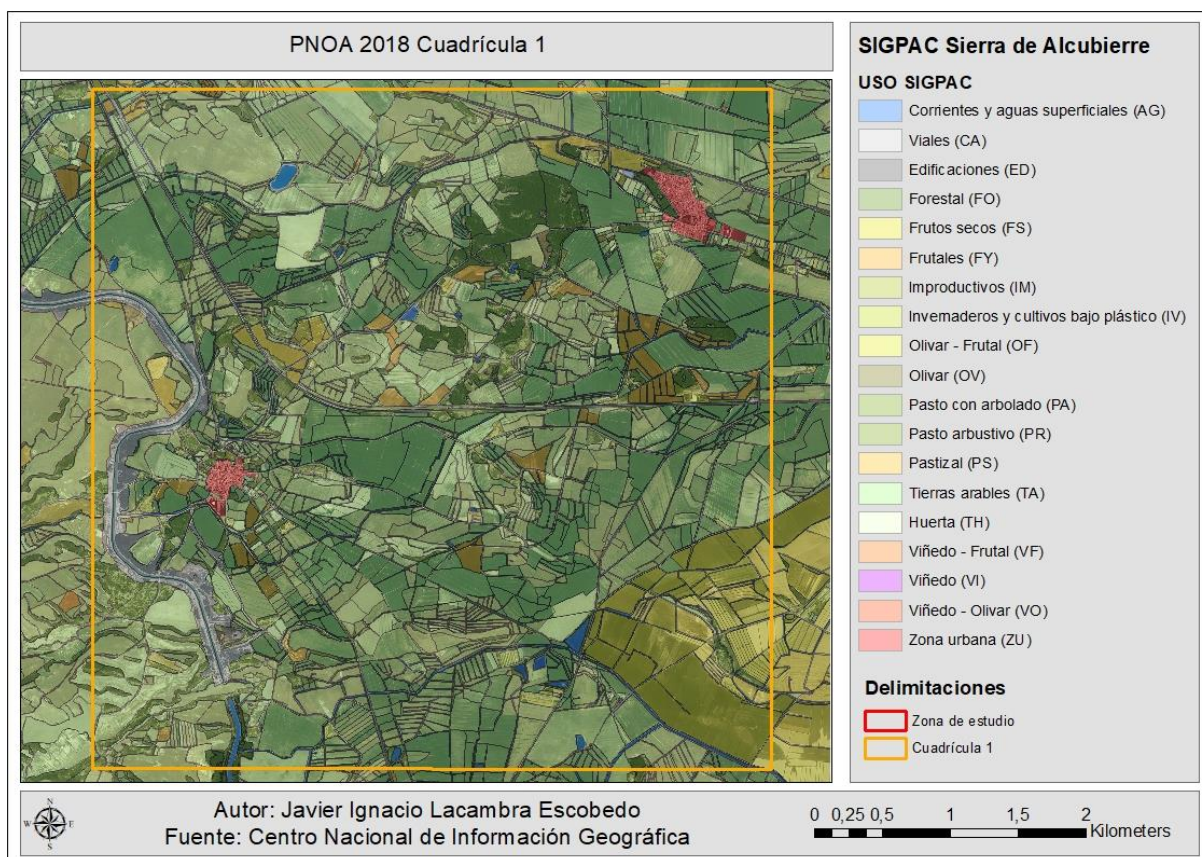 PNOA 2018 Cuadrícula 1
SIGPAC Sierra de Alcubierre
USO SIGPAC
Corrientes y aguas superficiales (AG)
Viales (CA)
Edificaciones (ED)
Forestal (FO)
Frutos secos (FS)
Frutales (FY)
Improductivos (IM)
Invernaderos y cultivos bajo plástico (IV)
Olivar - Frutal (OF)
Olivar (OV)
Pasto con arbolado (PA)
Pasto arbustivo (PR)
Pastizal (PS)
Tierras arables (TA)
Huerta (TH)
Viñedo - Frutal (VF)
Viñedo (VI)
Viñedo - Olivar (VO)
Zona urbana (ZU)
Delimitaciones
Zona de estudio
Cuadrícula 1
N
W E
S
Autor: Javier Ignacio Lacambra Escobedo
Fuente: Centro Nacional de Información Geográfica
0 0,25 0,5 1 1,5 2
Kilometers